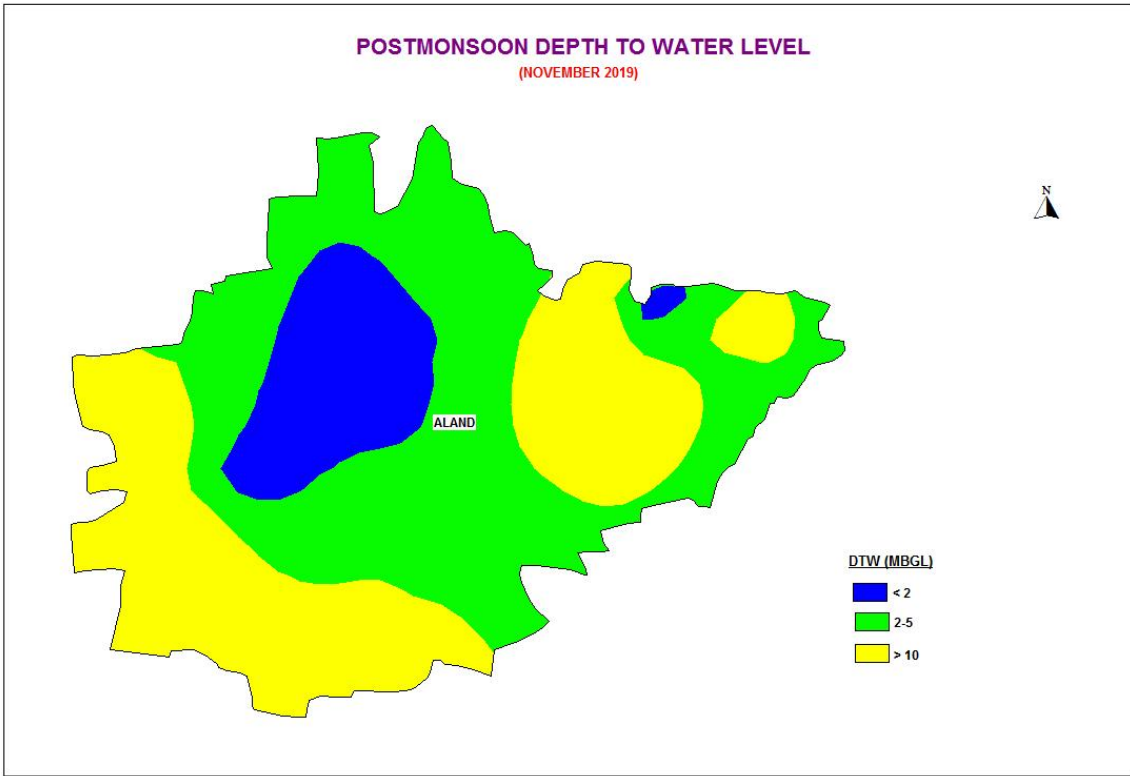 POSTMONSOON DEPTH TO WATER LEVEL
(NOVEMBER 2019)
N
ALAND
DTW (MBGL)
< 2
2-5
> 10